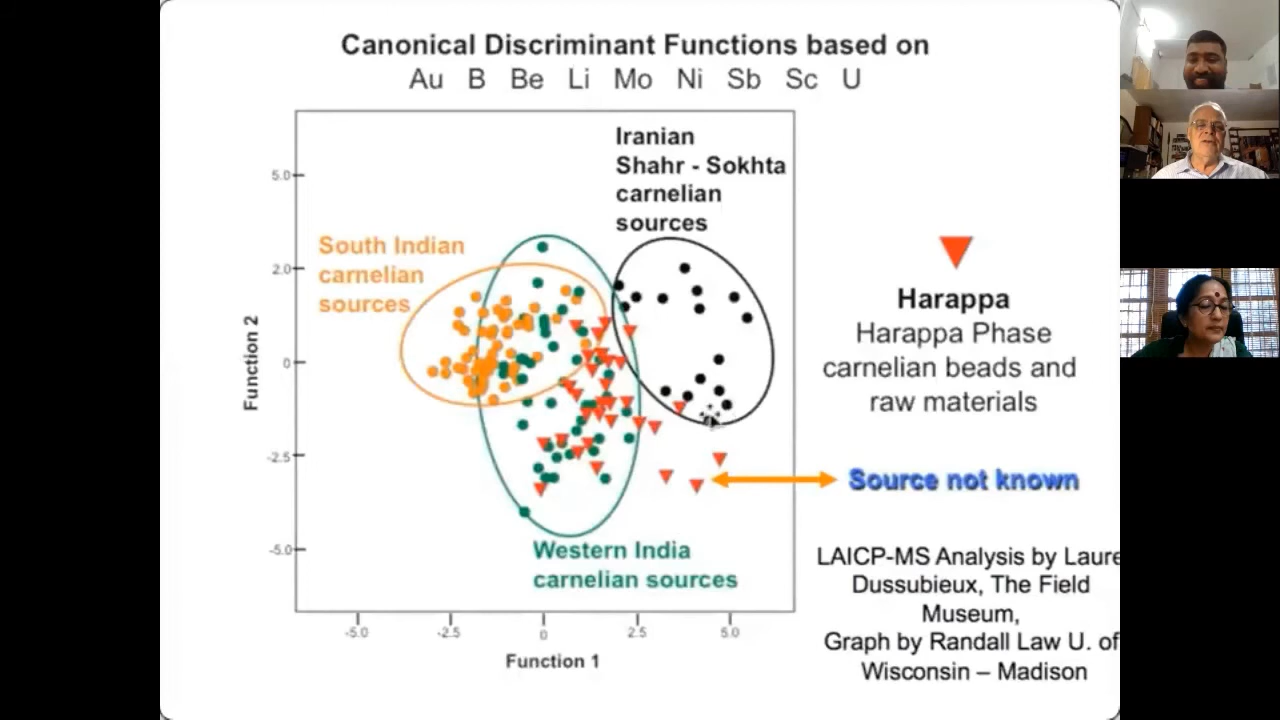 Canonical Discriminant Functions based on
Au B Be Li Mo Ni Sb Sc U
Iranian
Shahr - Sokhta
carnelian
sources
South Indian
carnelian
sources
5.0
2.0
0
-2.5
-5.0
Function 2
Western India
carnelian sources
-5.0
-2.5
0
2.5
5.0
Function 1
Harappa
Harappa Phase
carnelian beads and
raw materials
Source not known
LAICP-MS Analysis by Laure
Dussubieux, The Field
Museum,
Graph by Randall Law U. of
Wisconsin – Madison